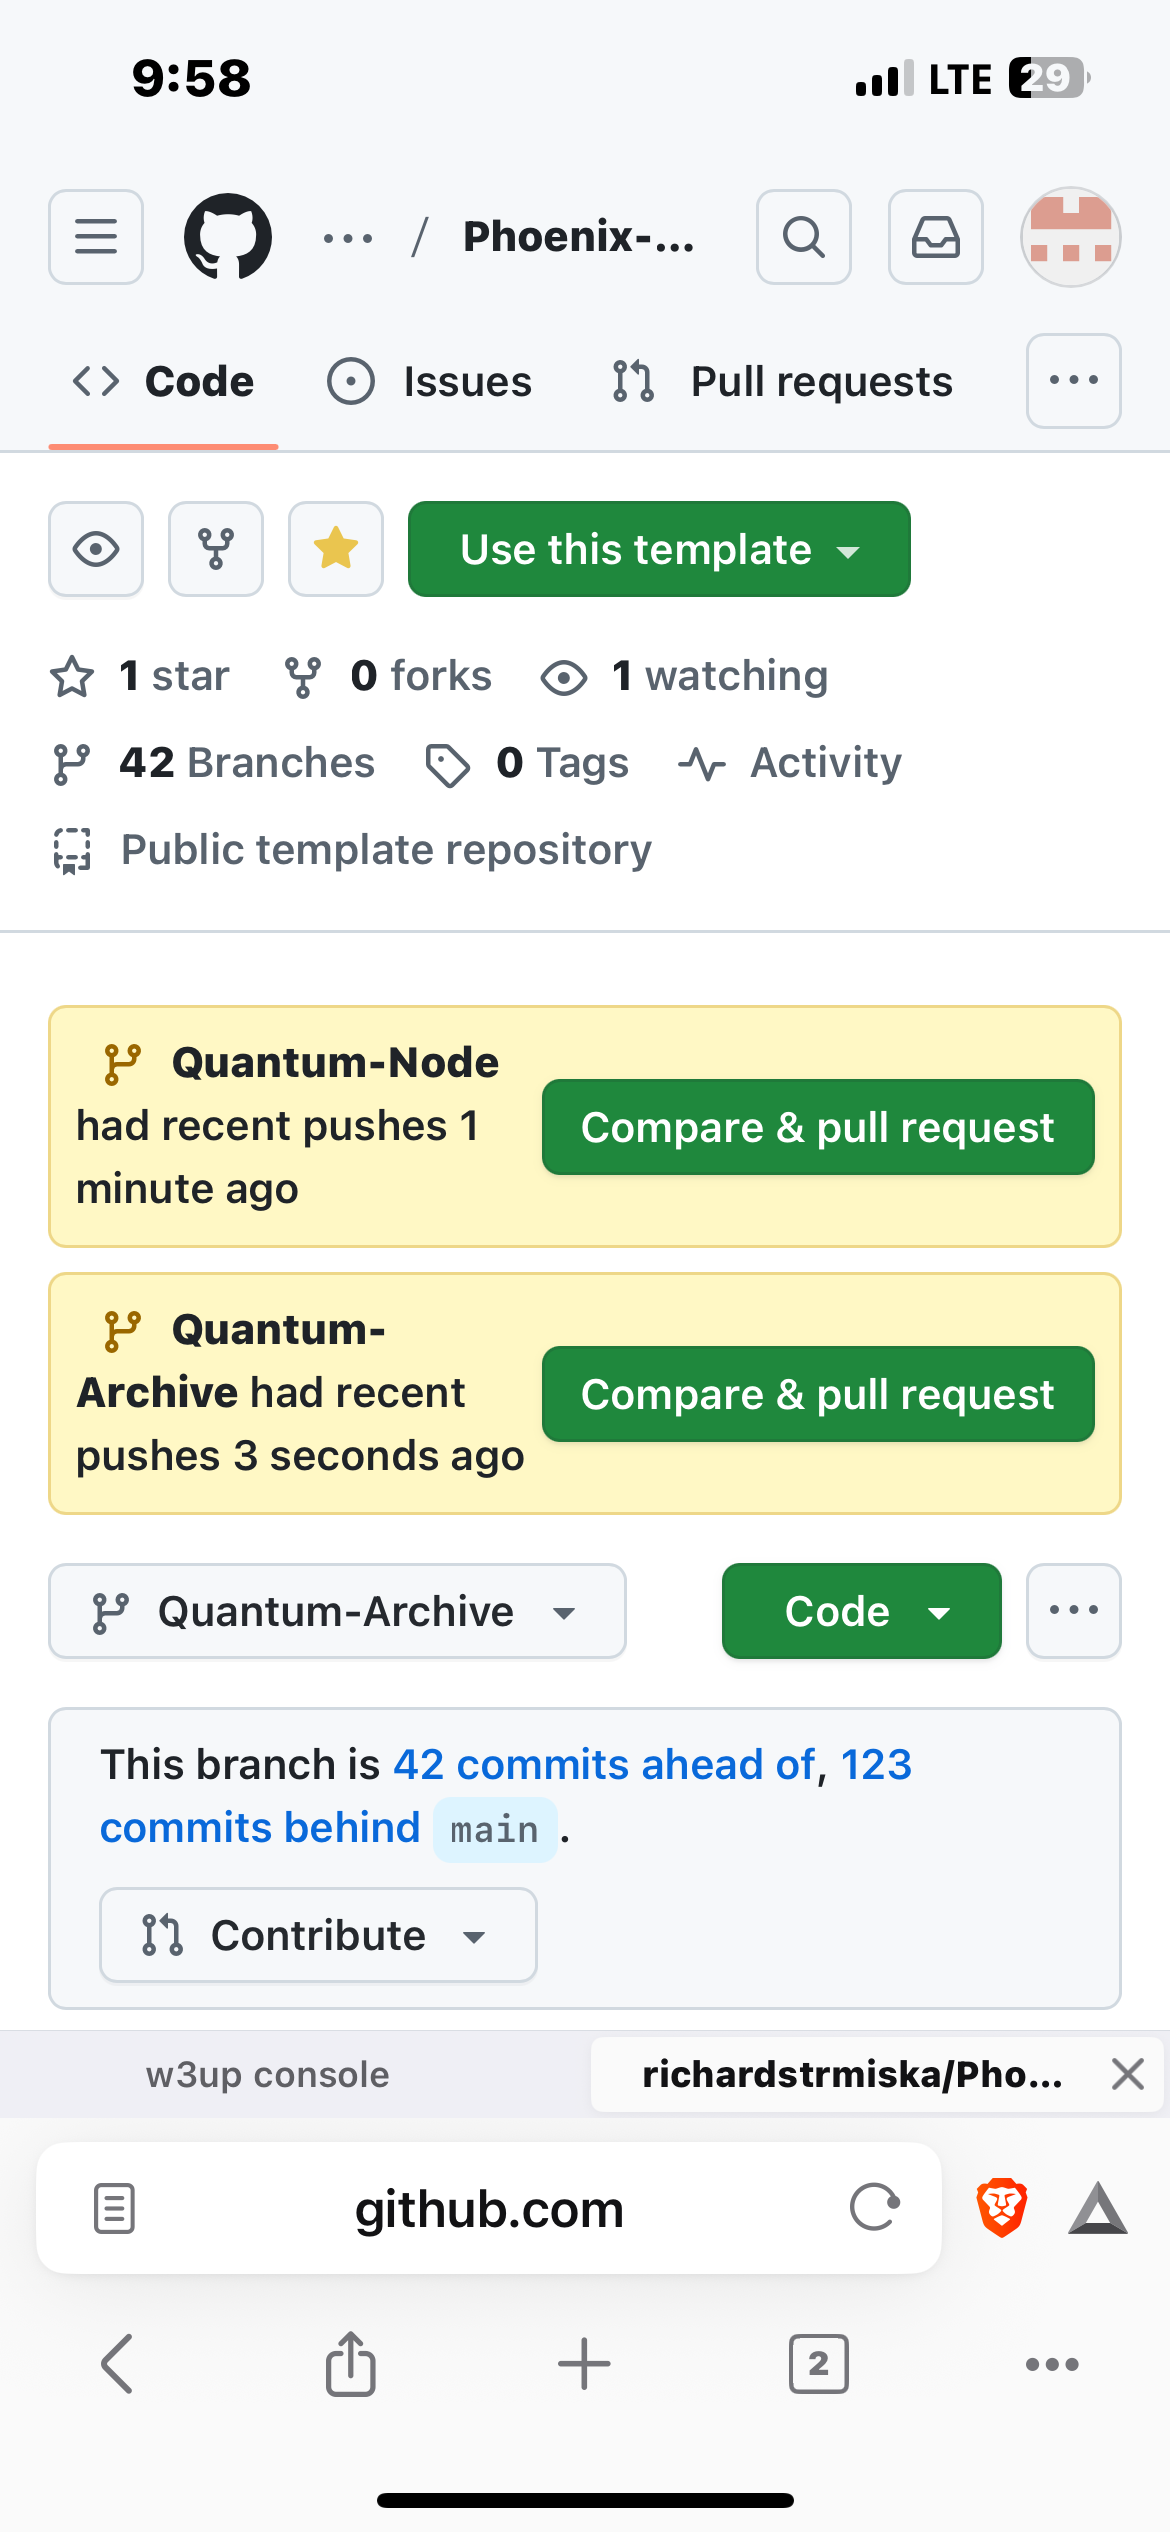 9:58
LTE 29
... / Phoenix-...
Code Issues Pull requests
Use this template
1 star 0 forks 1 watching
42 Branches 0 Tags Activity
Public template repository
Quantum-Node
had recent pushes 1
minute ago
Compare & pull request
Quantum-
Archive had recent
pushes 3 seconds ago
Compare & pull request
Quantum-Archive
Code
This branch is 42 commits ahead of, 123
commits behind main .
Contribute
w3up console
richardstrmiska/Pho...
github.com
2